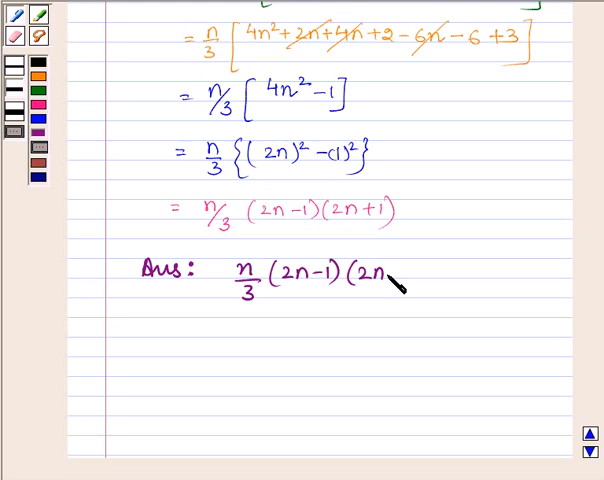 = n/3 [ 4n² + 2n + 4n + 2 - 6n - 6 + 3 ]
= n/3 [ 4n² - 1 ]
= n/3 { ( 2n )² - (1)² }
= n/3 (2n - 1) (2n + 1)
Ans : n/3 (2n - 1) (2n